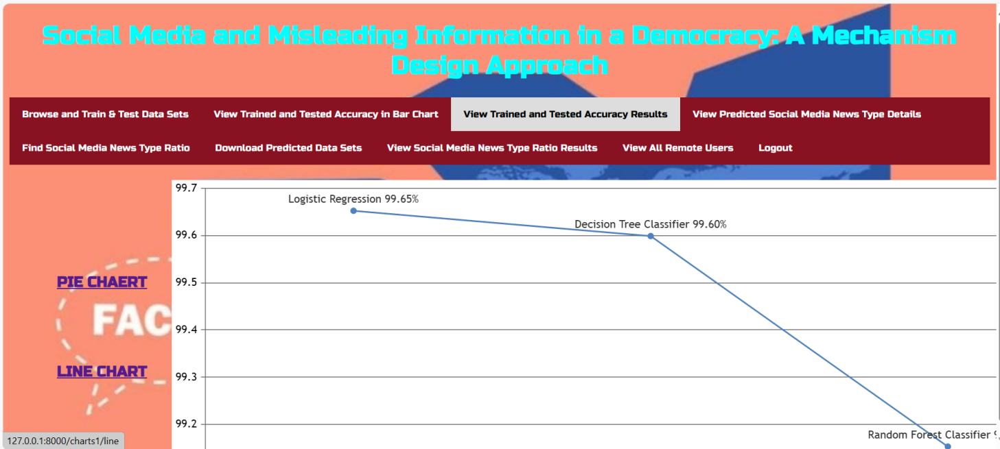 Social Media and Misleading Information in a Democracy: A Mechanism
Design Approach
Browse and Train & Test Data Sets View Trained and Tested Accuracy in Bar Chart View Trained and Tested Accuracy Results View Predicted Social Media News Type Details
Find Social Media News Type Ratio Download Predicted Data Sets View Social Media News Type Ratio Results View All Remote Users Logout
99.7
Logistic Regression 99.65%
Decision Tree Classifier 99.60%
99.6
PIE CHAERT
99.5
FAC
99.4
LINE CHART
99.3
99.2
Random Forest Classifier
127.0.0.1:8000/charts1/line